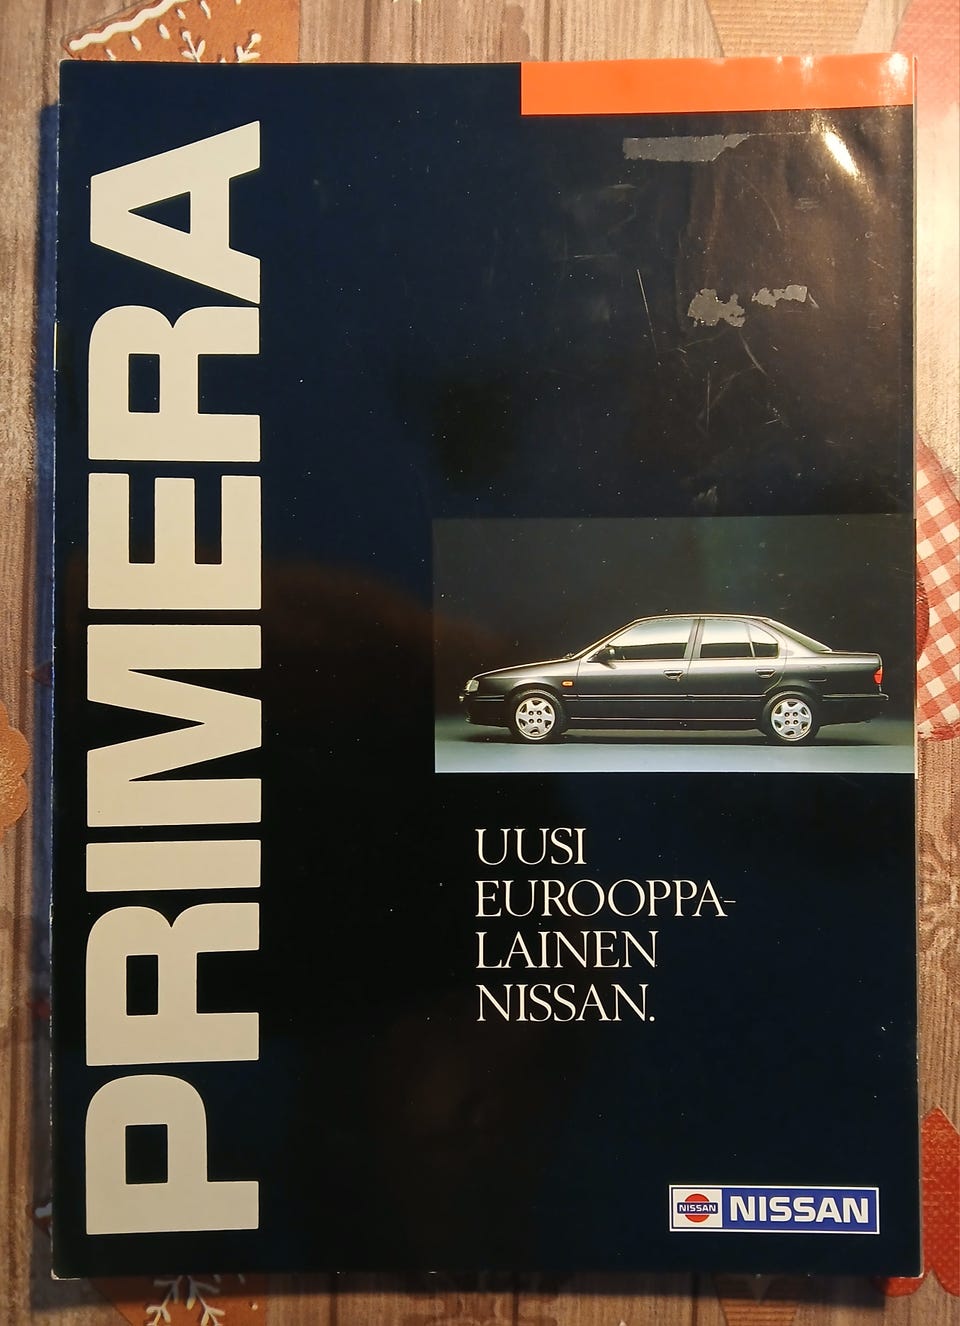 PRIMERA
UUSI
EUROOPPA-
LAINEN
NISSAN.
NISSAN NISSAN